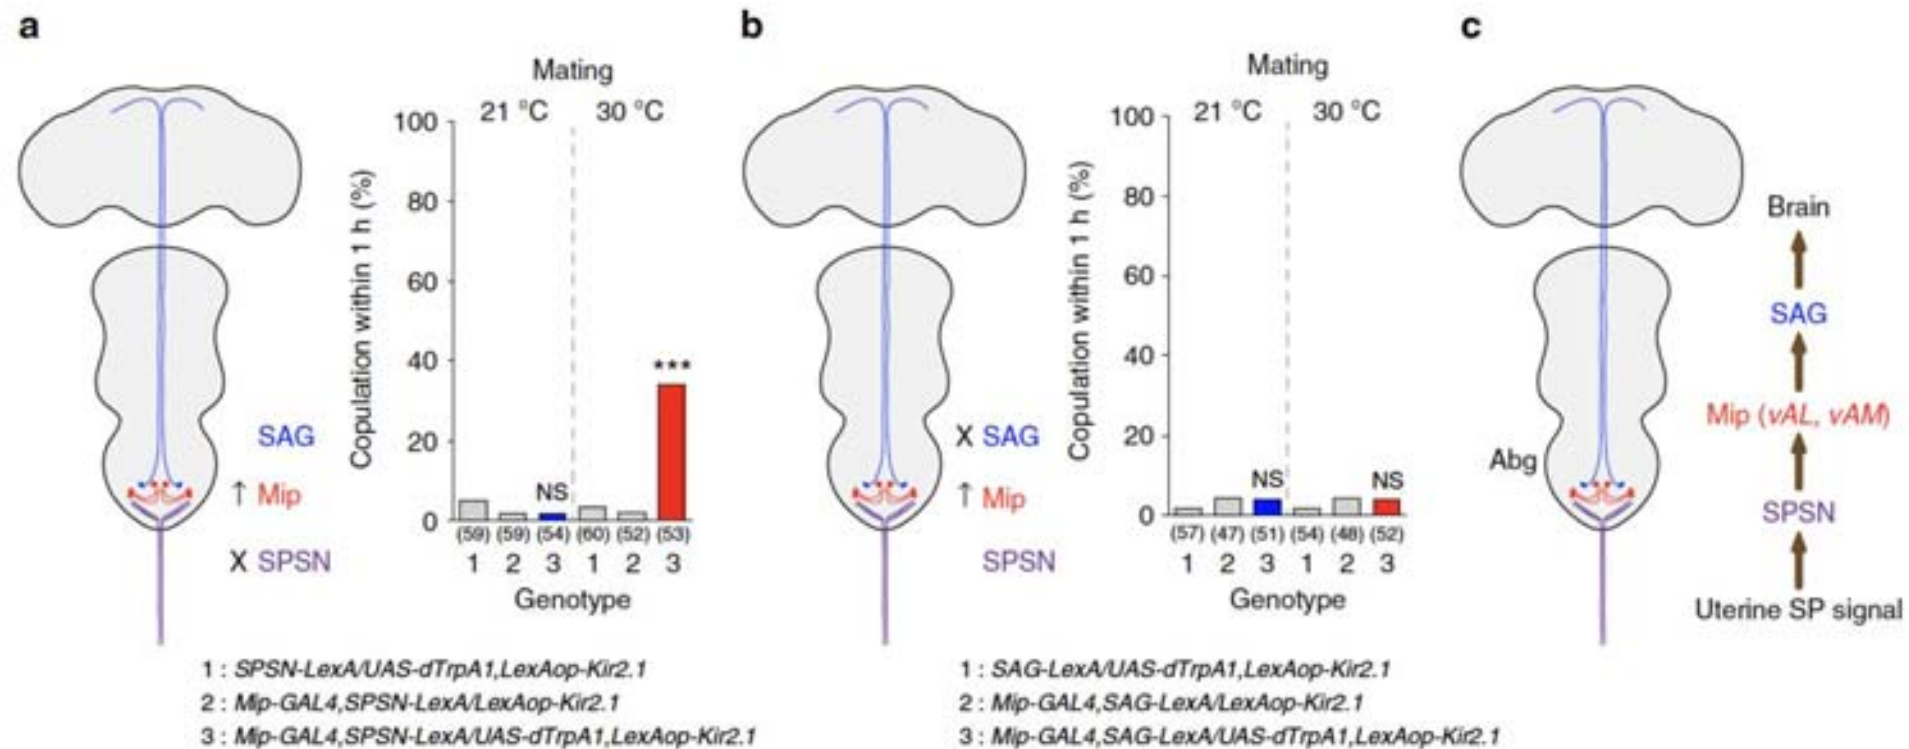 a
Mating
21 °C 30 °C
Copulation within 1 h (%)
100
80
60
40
20
0
NS
***
(59) (59) (54) (60) (52) (53)
1 2 3 1 2 3
Genotype
SAG
↑ Mip
X SPSN
1 : SPSN-LexA/UAS-dTrpA1,LexAop-Kir2.1
2 : Mip-GAL4,SPSN-LexA/LexAop-Kir2.1
3 : Mip-GAL4,SPSN-LexA/UAS-dTrpA1,LexAop-Kir2.1
b
Mating
21 °C 30 °C
Copulation within 1 h (%)
100
80
60
40
20
0
NS
NS
(57) (47) (51) (54) (48) (52)
1 2 3 1 2 3
Genotype
X SAG
↑ Mip
SPSN
1 : SAG-LexA/UAS-dTrpA1,LexAop-Kir2.1
2 : Mip-GAL4,SAG-LexA/LexAop-Kir2.1
3 : Mip-GAL4,SAG-LexA/UAS-dTrpA1,LexAop-Kir2.1
c
Brain
SAG
Mip (vAL, vAM)
Abg
SPSN
Uterine SP signal